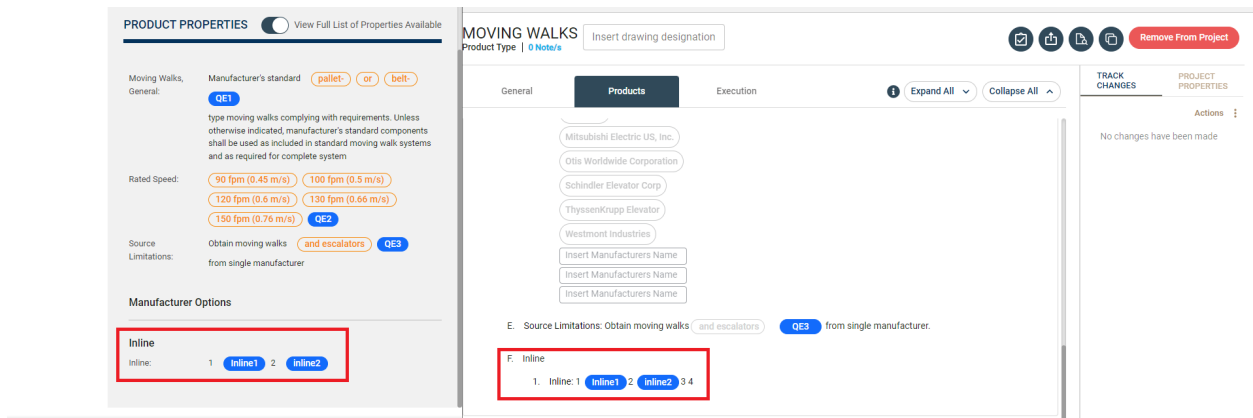 PRODUCT PROPERTIES View Full List of Properties Available
Moving Walks, General: Manufacturer's standard pallet- or belt-
QE1
type moving walks complying with requirements. Unless
otherwise indicated, manufacturer's standard components
shall be used as included in standard moving walk systems
and as required for complete system
Rated Speed: 90 fpm (0.45 m/s) 100 fpm (0.5 m/s)
120 fpm (0.6 m/s) 130 fpm (0.66 m/s)
150 fpm (0.76 m/s) QE2
Source Limitations: Obtain moving walks and escalators QE3
from single manufacturer
Manufacturer Options
Inline
Inline: 1 Inline1 2 inline2
MOVING WALKS Insert drawing designation
Product Type | 0 Note/s
Remove From Project
General Products Execution Expand All Collapse All
Mitsubishi Electric US, Inc.
Otis Worldwide Corporation
Schindler Elevator Corp
ThyssenKrupp Elevator
Westmont Industries
Insert Manufacturers Name
Insert Manufacturers Name
Insert Manufacturers Name
E. Source Limitations: Obtain moving walks and escalators QE3 from single manufacturer.
F. Inline
1. Inline: 1 Inline1 2 inline2 3 4
TRACK CHANGES PROJECT PROPERTIES
Actions
No changes have been made